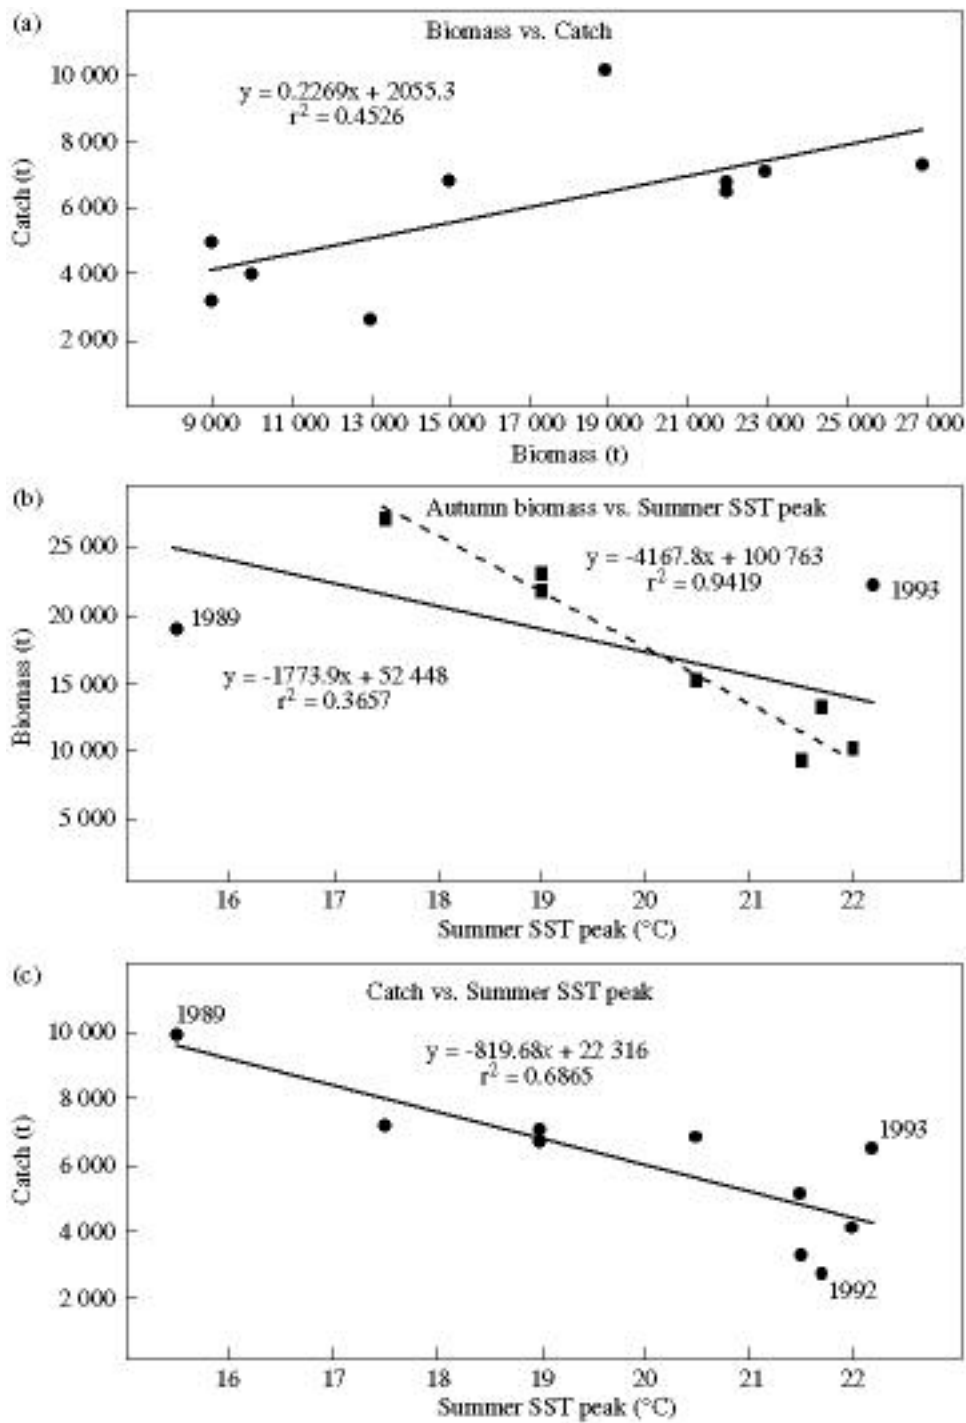 (a)
Biomass vs. Catch
y = 0.2269x + 2055.3
r² = 0.4526
10 000
8 000
6 000
4 000
2 000
Catch (t)
9 000 11 000 13 000 15 000 17 000 19 000 21 000 23 000 25 000 27 000
Biomass (t)
(b)
Autumn biomass vs. Summer SST peak
y = -4167.8x + 100 763
r² = 0.9419
1993
1989
y = -1773.9x + 52 448
r² = 0.3657
25 000
20 000
15 000
10 000
5 000
Biomass (t)
16 17 18 19 20 21 22
Summer SST peak (°C)
(c)
Catch vs. Summer SST peak
1989
y = -819.68x + 22 316
r² = 0.6865
1993
1992
10 000
8 000
6 000
4 000
2 000
Catch (t)
16 17 18 19 20 21 22
Summer SST peak (°C)